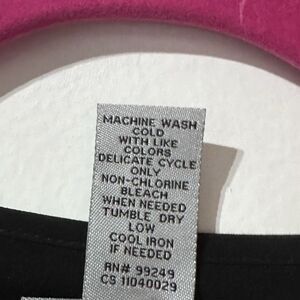 MACHINE WASH
COLD
WITH LIKE
COLORS
DELICATE CYCLE
ONLY
NON-CHLORINE
BLEACH
WHEN NEEDED
TUMBLE DRY
LOW
COOL IRON
IF NEEDED
RN# 99249
CS 11040029